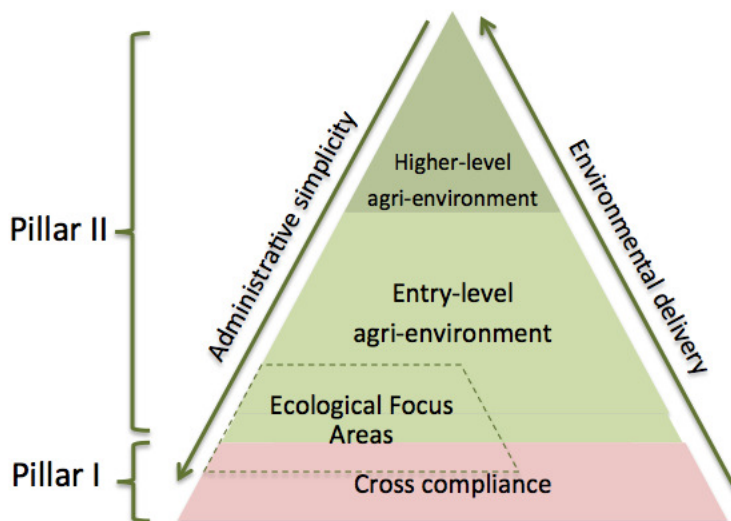 Pillar II
Pillar I
Administrative simplicity
Environmental delivery
Higher-level
agri-environment
Entry-level
agri-environment
Ecological Focus
Areas
Cross compliance